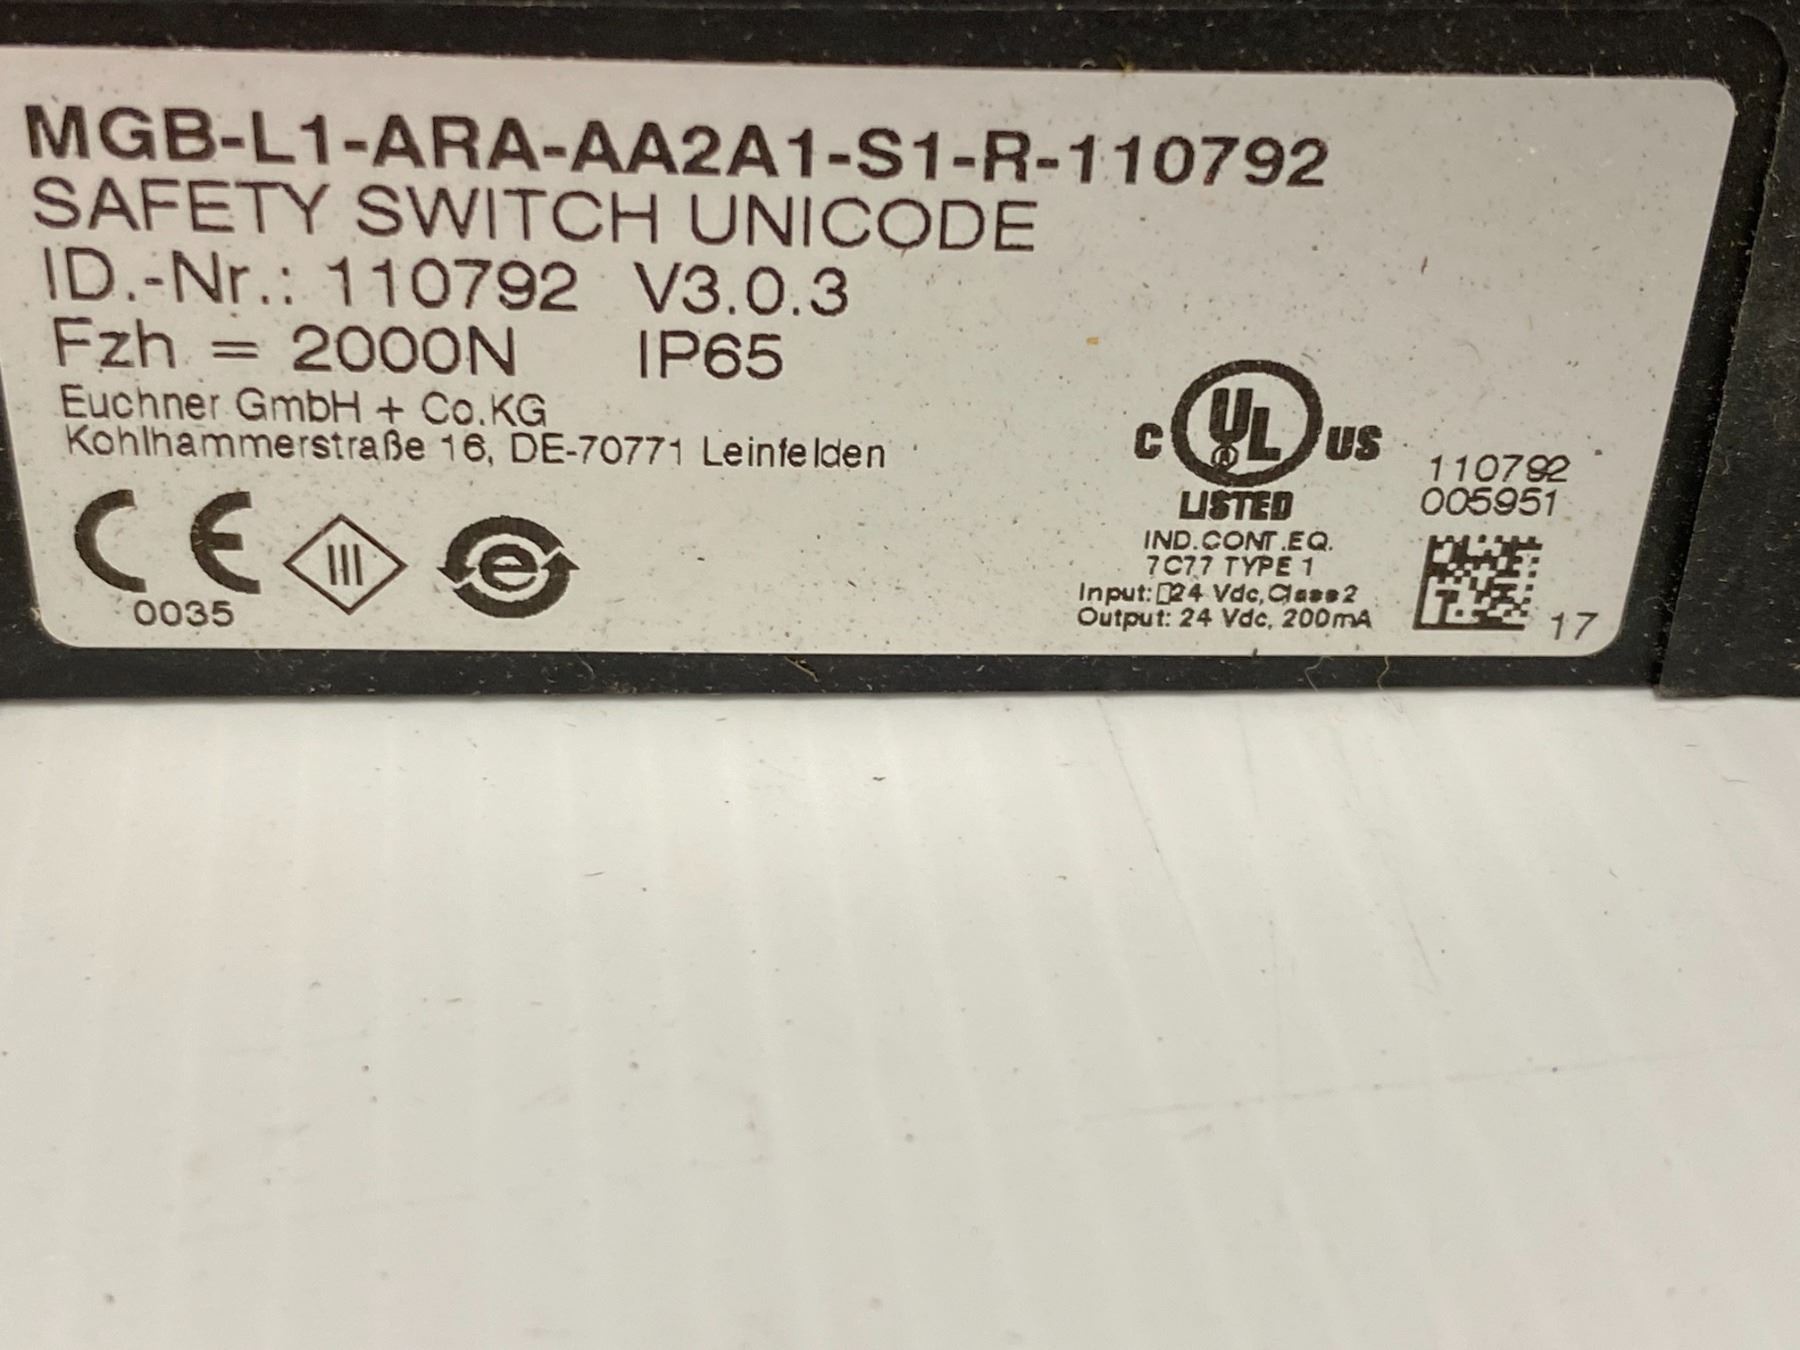 MGB-L1-ARA-AA2A1-S1-R-110792
SAFETY SWITCH UNICODE
ID.-Nr.: 110792 V3.0.3
Fzh = 2000N IP65
Euchner GmbH + Co.KG
Kohlhammerstraße 16, DE-70771 Leinfelden
CE
0035
III
e
C UL US
LISTED
IND.CONT.EQ.
7C77 TYPE 1
Input: 24 Vdc, Class 2
Output: 24 Vdc, 200mA
110792
005951
17